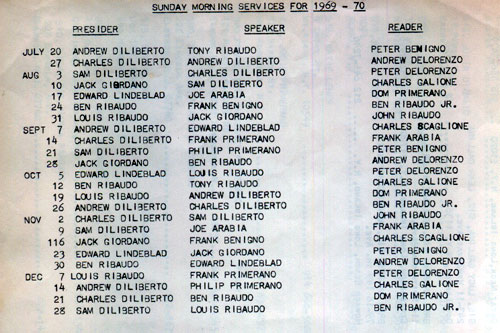 SUNDAY MORNING SERVICES FOR 1969 - 70
PRESIDER SPEAKER READER
JULY 20 ANDREW DILIBERTO TONY RIBAUDO PETER BENIGNO
27 CHARLES DILIBERTO ANDREW DILIBERTO ANDREW DELORENZO
AUG 3 SAM DILIBERTO CHARLES DILIBERTO PETER DELORENZO
10 JACK GIORDANO SAM DILIBERTO CHARLES GALIONE
17 EDWARD LINDEBLAD JOE ARABIA DOM PRIMERANO
24 BEN RIBAUDO FRANK BENIGNO BEN RIBAUDO JR.
31 LOUIS RIBAUDO JACK GIORDANO JOHN RIBAUDO
SEPT 7 ANDREW DILIBERTO EDWARD LINDEBLAD CHARLES SCAGLIONE
14 CHARLES DILIBERTO FRANK PRIMERANO FRANK ARABIA
21 SAM DILIBERTO PHILIP PRIMERANO PETER BENIGNO
28 JACK GIORDANO BEN RIBAUDO ANDREW DELORENZO
OCT 5 EDWARD LINDEBLAD LOUIS RIBAUDO PETER DELORENZO
12 BEN RIBAUDO TONY RIBAUDO CHARLES GALIONE
19 LOUIS RIBAUDO ANDREW DILIBERTO DOM PRIMERANO
26 ANDREW DILIBERTO CHARLES DILIBERTO BEN RIBAUDO JR.
NOV 2 CHARLES DILIBERTO SAM DILIBERTO JOHN RIBAUDO
9 SAM DILIBERTO JOE ARABIA FRANK ARABIA
116 JACK GIORDANO FRANK BENIGNO CHARLES SCAGLIONE
23 EDWARD LINDEBLAD JACK GIORDANO PETER BENIGNO
30 BEN RIBAUDO EDWARD LINDEBLAD ANDREW DELORENZO
DEC 7 LOUIS RIBAUDO FRANK PRIMERANO PETER DELORENZO
14 ANDREW DILIBERTO PHILIP PRIMERANO CHARLES GALIONE
21 CHARLES DILIBERTO BEN RIBAUDO DOM PRIMERANO
28 SAM DILIBERTO LOUIS RIBAUDO BEN RIBAUDO JR.